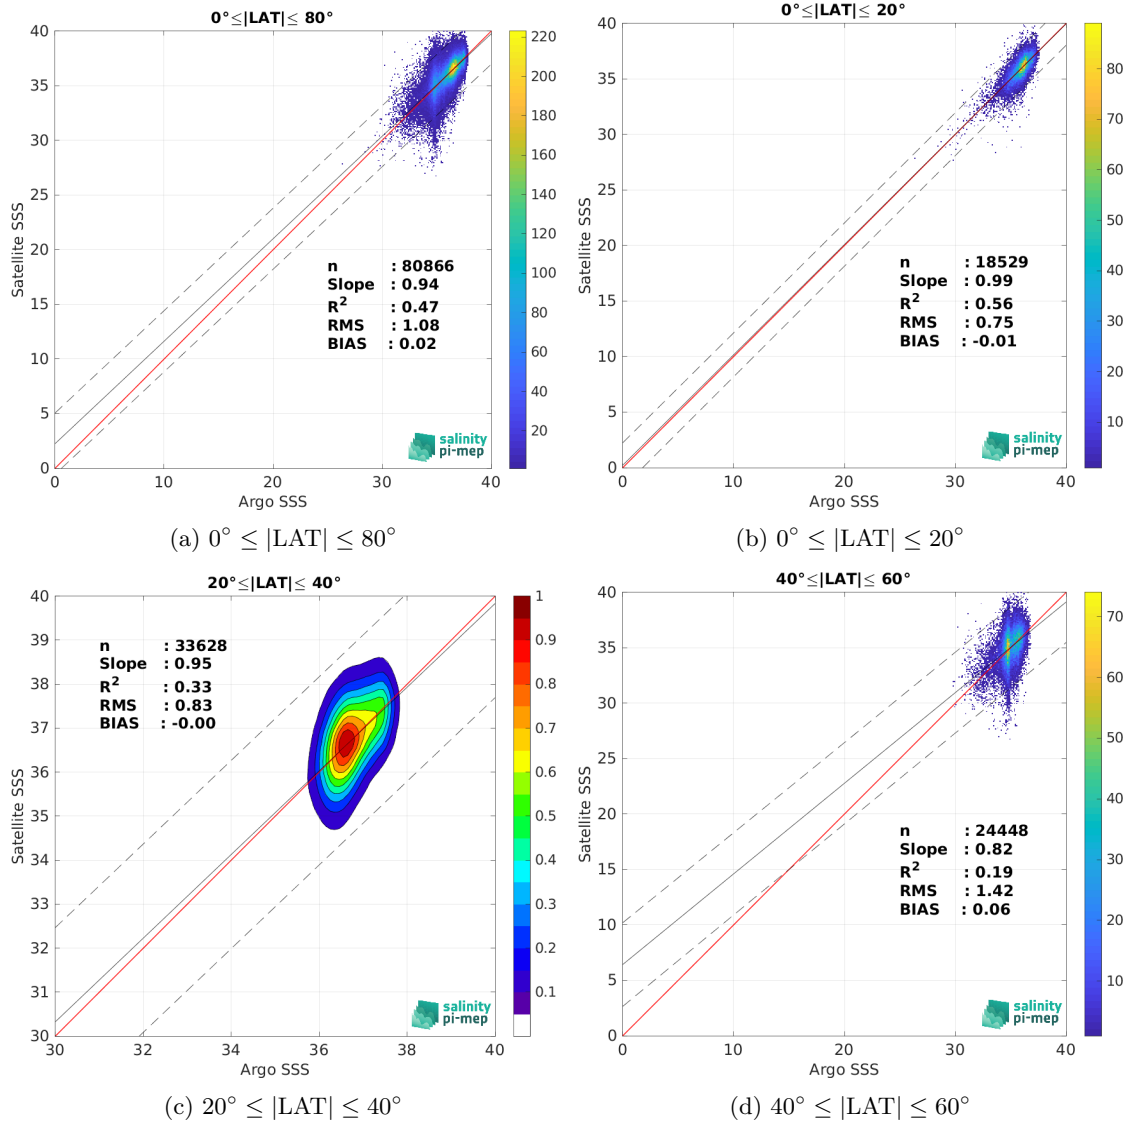 0°≤|LAT|≤ 80°
40
35
30
25
20
15
10
5
0
Satellite SSS
n : 80866
Slope : 0.94
R² : 0.47
RMS : 1.08
BIAS : 0.02
salinity
pi-mep
0 10 20 30 40
Argo SSS
220
200
180
160
140
120
100
80
60
40
20
(a) 0° ≤ |LAT| ≤ 80°
0°≤|LAT|≤ 20°
40
35
30
25
20
15
10
5
0
Satellite SSS
n : 18529
Slope : 0.99
R² : 0.56
RMS : 0.75
BIAS : -0.01
salinity
pi-mep
0 10 20 30 40
Argo SSS
80
70
60
50
40
30
20
10
(b) 0° ≤ |LAT| ≤ 20°
20°≤|LAT|≤ 40°
40
39
38
37
36
35
34
33
32
31
30
Satellite SSS
n : 33628
Slope : 0.95
R² : 0.33
RMS : 0.83
BIAS : -0.00
salinity
pi-mep
30 32 34 36 38 40
Argo SSS
1
0.9
0.8
0.7
0.6
0.5
0.4
0.3
0.2
0.1
(c) 20° ≤ |LAT| ≤ 40°
40°≤|LAT|≤ 60°
40
35
30
25
20
15
10
5
0
Satellite SSS
n : 24448
Slope : 0.82
R² : 0.19
RMS : 1.42
BIAS : 0.06
salinity
pi-mep
0 10 20 30 40
Argo SSS
70
60
50
40
30
20
10
(d) 40° ≤ |LAT| ≤ 60°